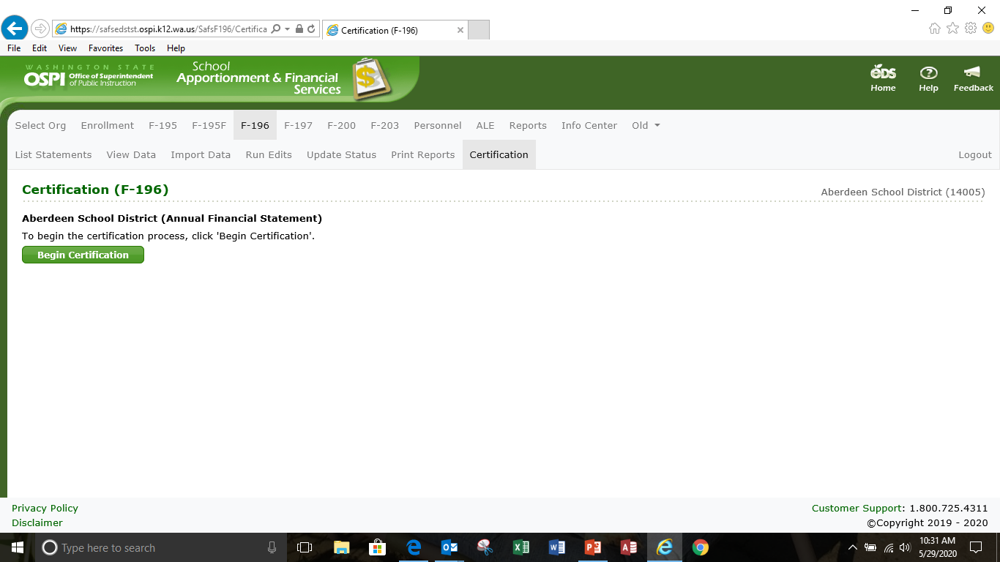 https://safsedstst.ospi.k12.wa.us/SafsF196/Certifica
Certification (F-196)
File Edit View Favorites Tools Help
WASHINGTON STATE
OSPI Office of Superintendent
of Public Instruction
School
Apportionment & Financial
Services
eds
Home Help Feedback
Select Org Enrollment F-195 F-195F F-196 F-197 F-200 F-203 Personnel ALE Reports Info Center Old
List Statements View Data Import Data Run Edits Update Status Print Reports Certification Logout
Certification (F-196)
Aberdeen School District (14005)
Aberdeen School District (Annual Financial Statement)
To begin the certification process, click 'Begin Certification'.
Begin Certification
Privacy Policy
Customer Support: 1.800.725.4311
Disclaimer
©Copyright 2019 - 2020
Type here to search
10:31 AM
5/29/2020